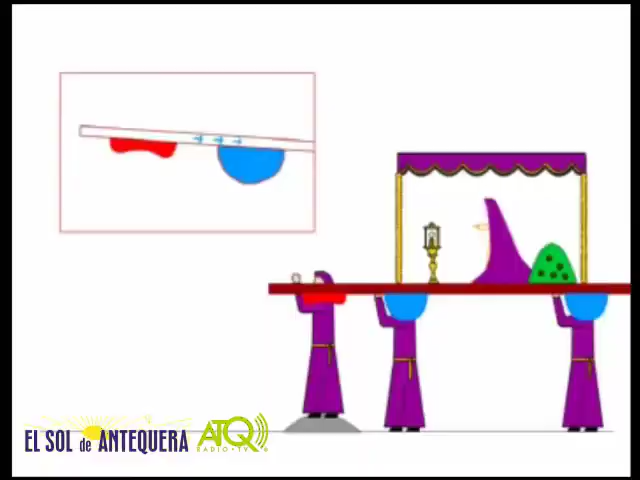 EL SOL de ANTEQUERA
ATQ
RADIO • TV